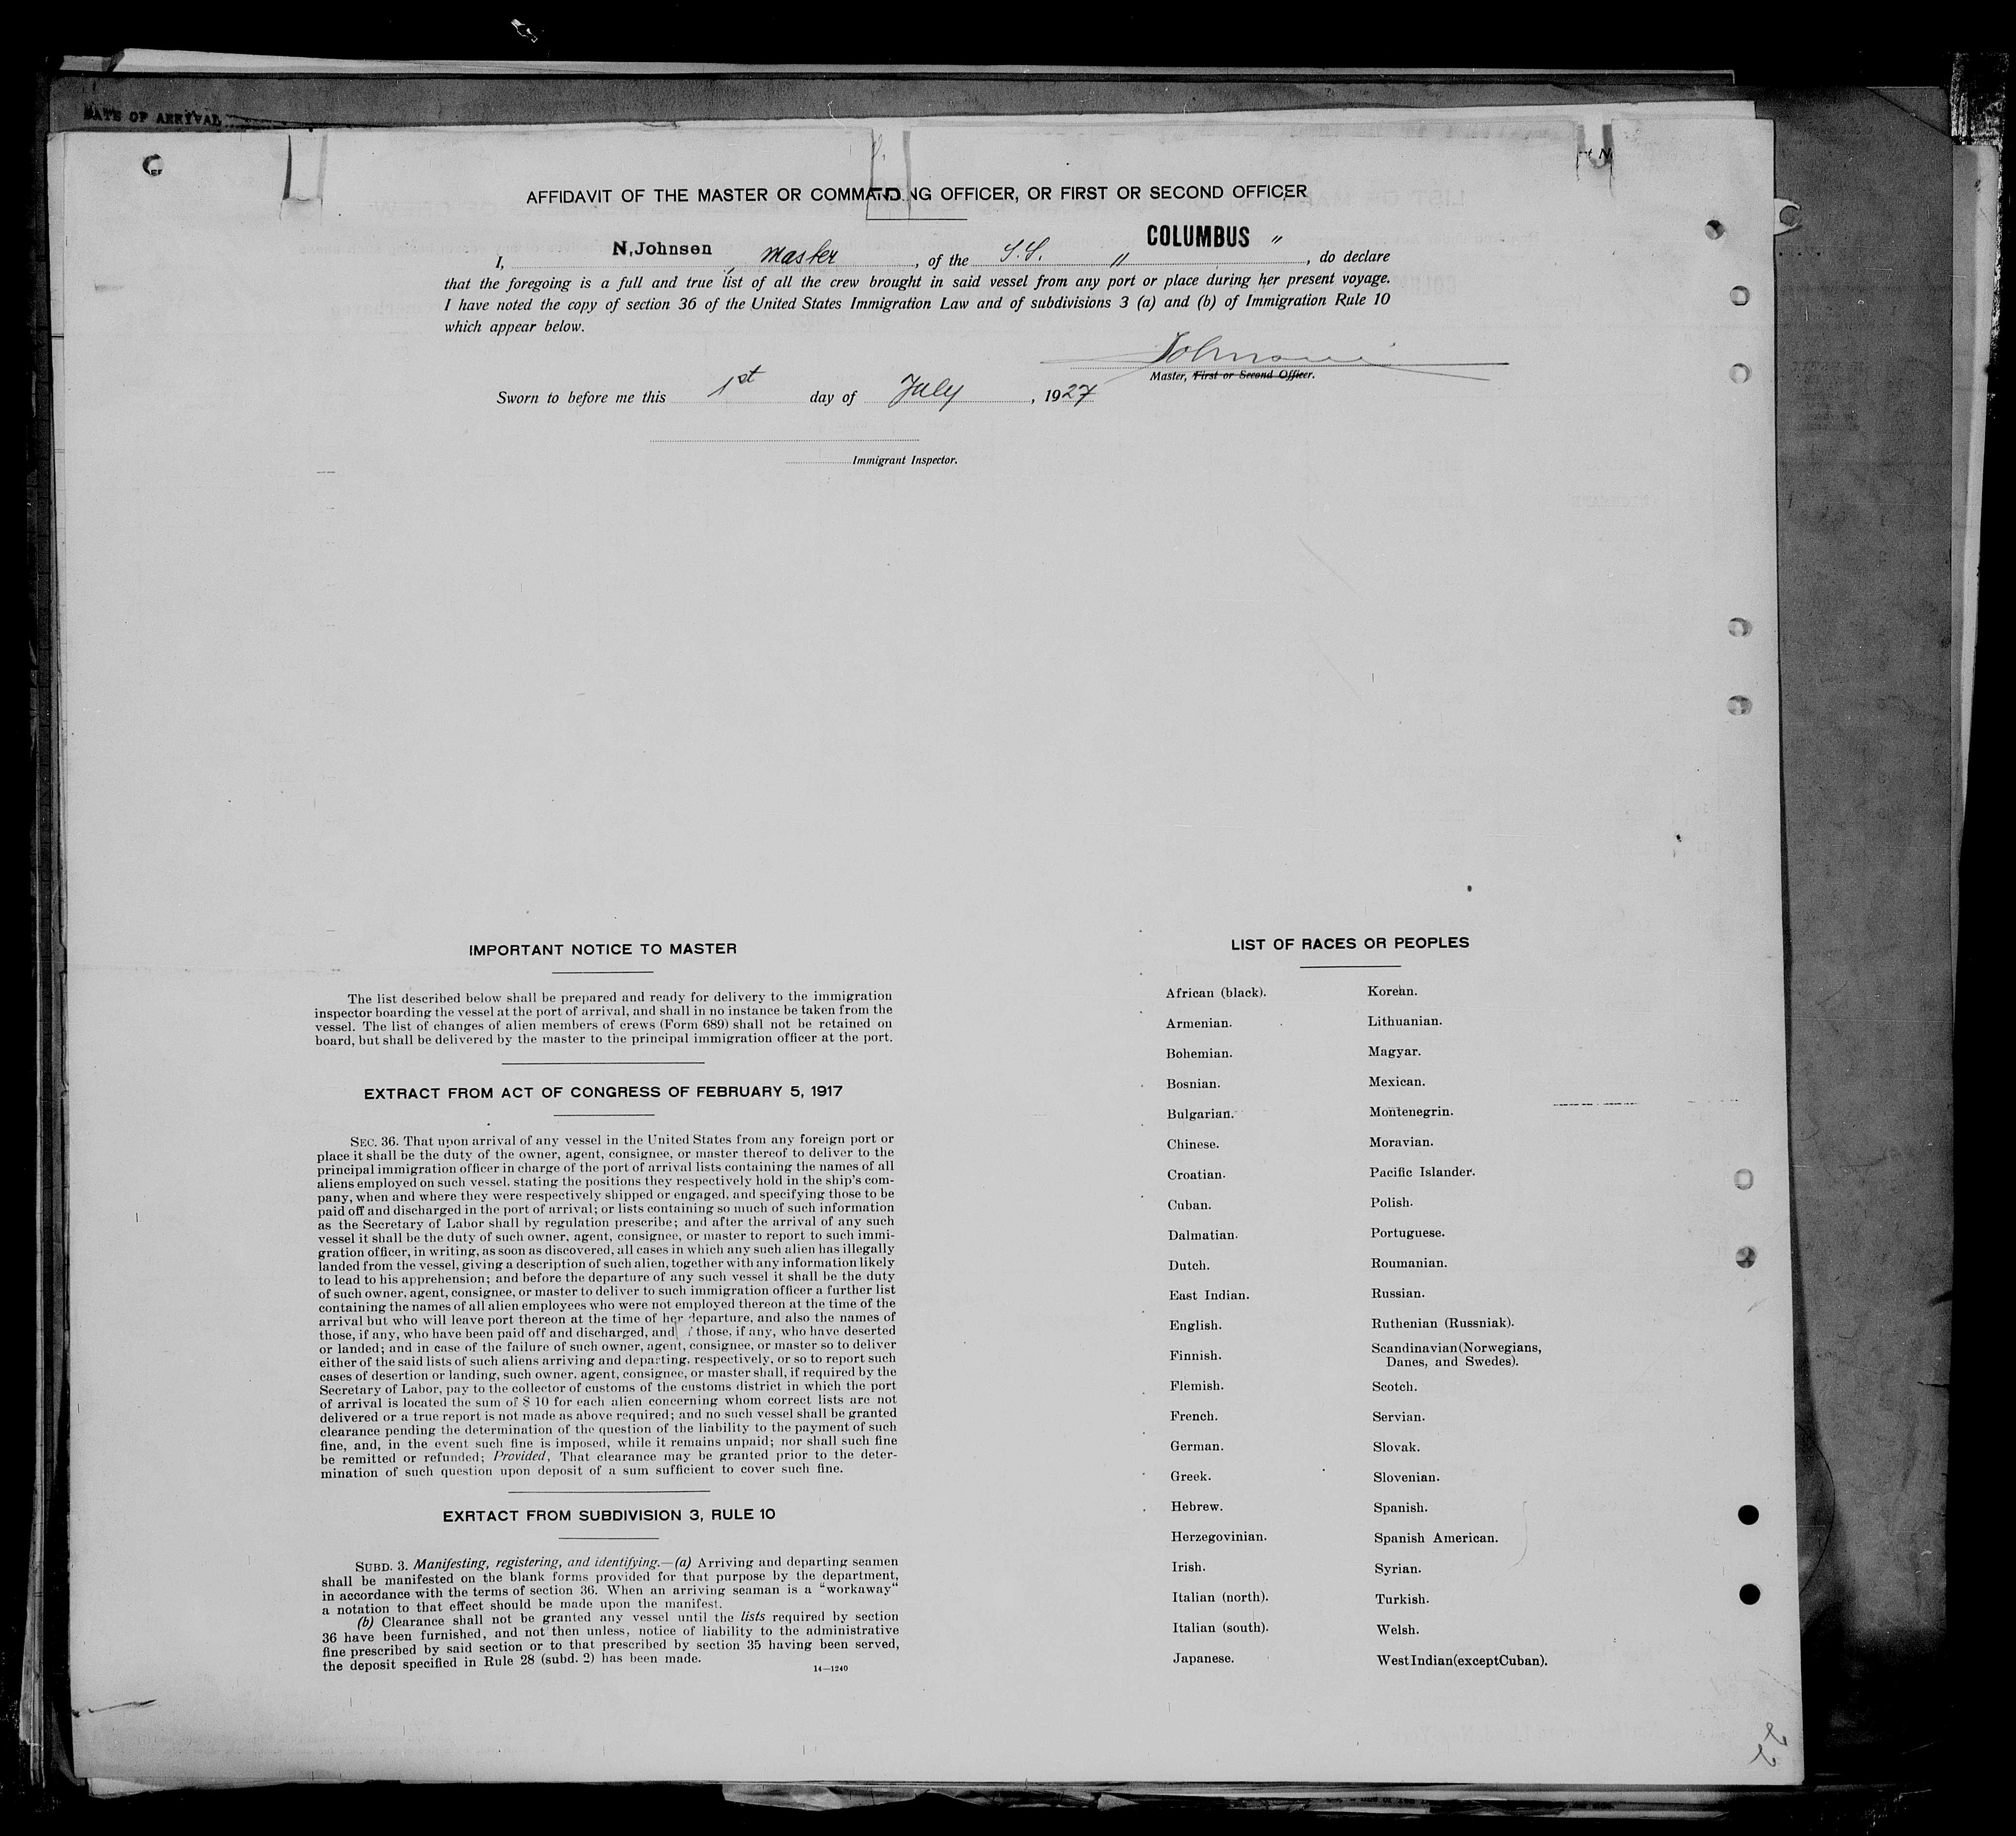 DATE OF ARRIVAL
AFFIDAVIT OF THE MASTER OR COMMANDING OFFICER, OR FIRST OR SECOND OFFICER
I, N. Johnsen, Master, of the S.S. " COLUMBUS ", do declare
that the foregoing is a full and true list of all the crew brought in said vessel from any port or place during her present voyage.
I have noted the copy of section 36 of the United States Immigration Law and of subdivisions 3 (a) and (b) of Immigration Rule 10
which appear below.
Master, First or Second Officer.
Sworn to before me this 1st day of July, 1927
Immigrant Inspector.
IMPORTANT NOTICE TO MASTER
The list described below shall be prepared and ready for delivery to the immigration
inspector boarding the vessel at the port of arrival, and shall in no instance be taken from the
vessel. The list of changes of alien members of crews (Form 689) shall not be retained on
board, but shall be delivered by the master to the principal immigration officer at the port.
EXTRACT FROM ACT OF CONGRESS OF FEBRUARY 5, 1917
SEC. 36. That upon arrival of any vessel in the United States from any foreign port or
place it shall be the duty of the owner, agent, consignee, or master thereof to deliver to the
principal immigration officer in charge of the port of arrival lists containing the names of all
aliens employed on such vessel, stating the positions they respectively hold in the ship's com-
pany, when and where they were respectively shipped or engaged, and specifying those to be
paid off and discharged in the port of arrival; or lists containing so much of such information
as the Secretary of Labor shall by regulation prescribe; and after the arrival of any such
vessel it shall be the duty of such owner, agent, consignee, or master to report to such immi-
gration officer, in writing, as soon as discovered, all cases in which any such alien has illegally
landed from the vessel, giving a description of such alien, together with any information likely
to lead to his apprehension; and before the departure of any such vessel it shall be the duty
of such owner, agent, consignee, or master to deliver to such immigration officer a further list
containing the names of all alien employees who were not employed thereon at the time of the
arrival but who will leave port thereon at the time of her departure, and also the names of
those, if any, who have been paid off and discharged, and of those, if any, who have deserted
or landed; and in case of the failure of such owner, agent, consignee, or master so to deliver
either of the said lists of such aliens arriving and departing, respectively, or so to report such
cases of desertion or landing, such owner, agent, consignee, or master shall, if required by the
Secretary of Labor, pay to the collector of customs of the customs district in which the port
of arrival is located the sum of $ 10 for each alien concerning whom correct lists are not
delivered or a true report is not made as above required; and no such vessel shall be granted
clearance pending the determination of the question of the liability to the payment of such
fine, and, in the event such fine is imposed, while it remains unpaid; nor shall such fine
be remitted or refunded; Provided, That clearance may be granted prior to the deter-
mination of such question upon deposit of a sum sufficient to cover such fine.
EXRTACT FROM SUBDIVISION 3, RULE 10
SUBD. 3. Manifesting, registering, and identifying.—(a) Arriving and departing seamen
shall be manifested on the blank forms provided for that purpose by the department,
in accordance with the terms of section 36. When an arriving seaman is a “workaway“
a notation to that effect should be made upon the manifest.
(b) Clearance shall not be granted any vessel until the lists required by section
36 have been furnished, and not then unless, notice of liability to the administrative
fine prescribed by said section or to that prescribed by section 35 having been served,
the deposit specified in Rule 28 (subd. 2) has been made.
14—1240
LIST OF RACES OR PEOPLES
African (black).
Armenian.
Bohemian.
Bosnian.
Bulgarian.
Chinese.
Croatian.
Cuban.
Dalmatian.
Dutch.
East Indian.
English.
Finnish.
Flemish.
French.
German.
Greek.
Hebrew.
Herzegovinian.
Irish.
Italian (north).
Italian (south).
Japanese.
Korean.
Lithuanian.
Magyar.
Mexican.
Montenegrin.
Moravian.
Pacific Islander.
Polish.
Portuguese.
Roumanian.
Russian.
Ruthenian (Russniak).
Scandinavian (Norwegians,
Danes, and Swedes).
Scotch.
Servian.
Slovak.
Slovenian.
Spanish.
Spanish American.
Syrian.
Turkish.
Welsh.
West Indian (except Cuban).